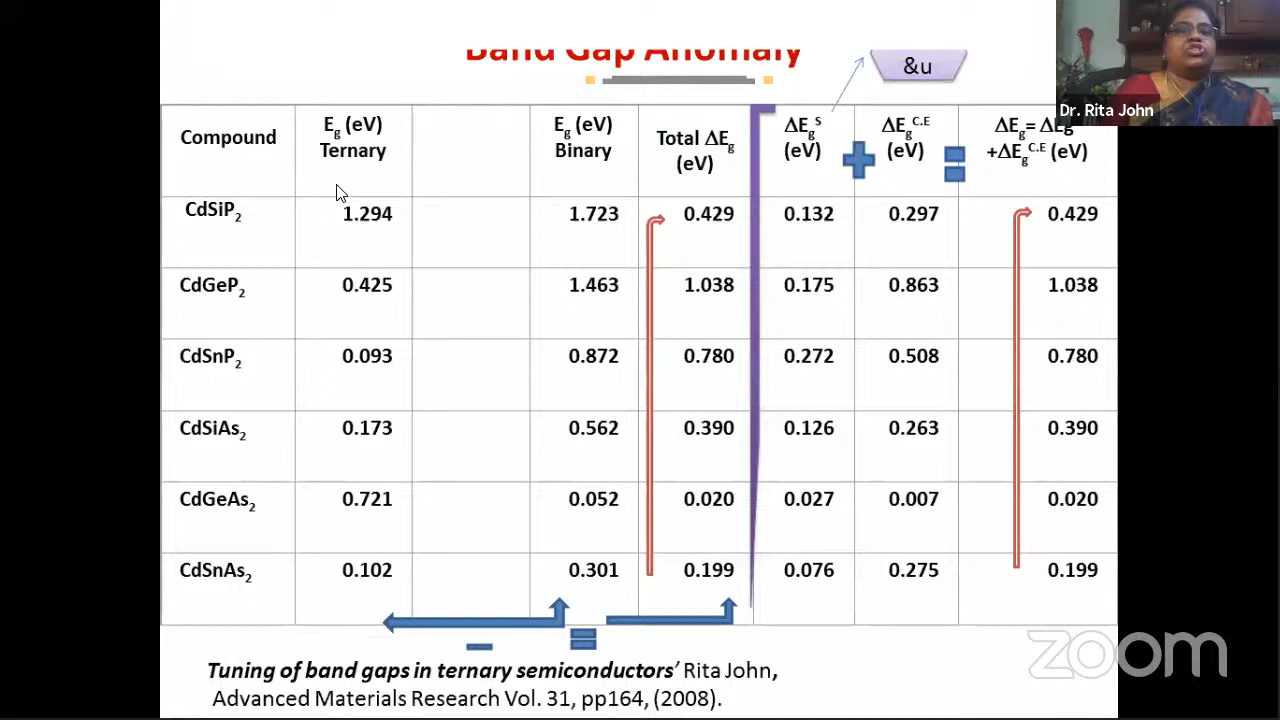 Band Gap Anomaly
&u
Dr. Rita John
Compound Eg (eV) Ternary Eg (eV) Binary Total ΔEg (eV) ΔEgS (eV) ΔEgC.E (eV) ΔEg= ΔEg +ΔEgC.E (eV)
CdSiP2 1.294 1.723 0.429 0.132 0.297 0.429
CdGeP2 0.425 1.463 1.038 0.175 0.863 1.038
CdSnP2 0.093 0.872 0.780 0.272 0.508 0.780
CdSiAs2 0.173 0.562 0.390 0.126 0.263 0.390
CdGeAs2 0.721 0.052 0.020 0.027 0.007 0.020
CdSnAs2 0.102 0.301 0.199 0.076 0.275 0.199
Tuning of band gaps in ternary semiconductors’ Rita John,
Advanced Materials Research Vol. 31, pp164, (2008).
zoom